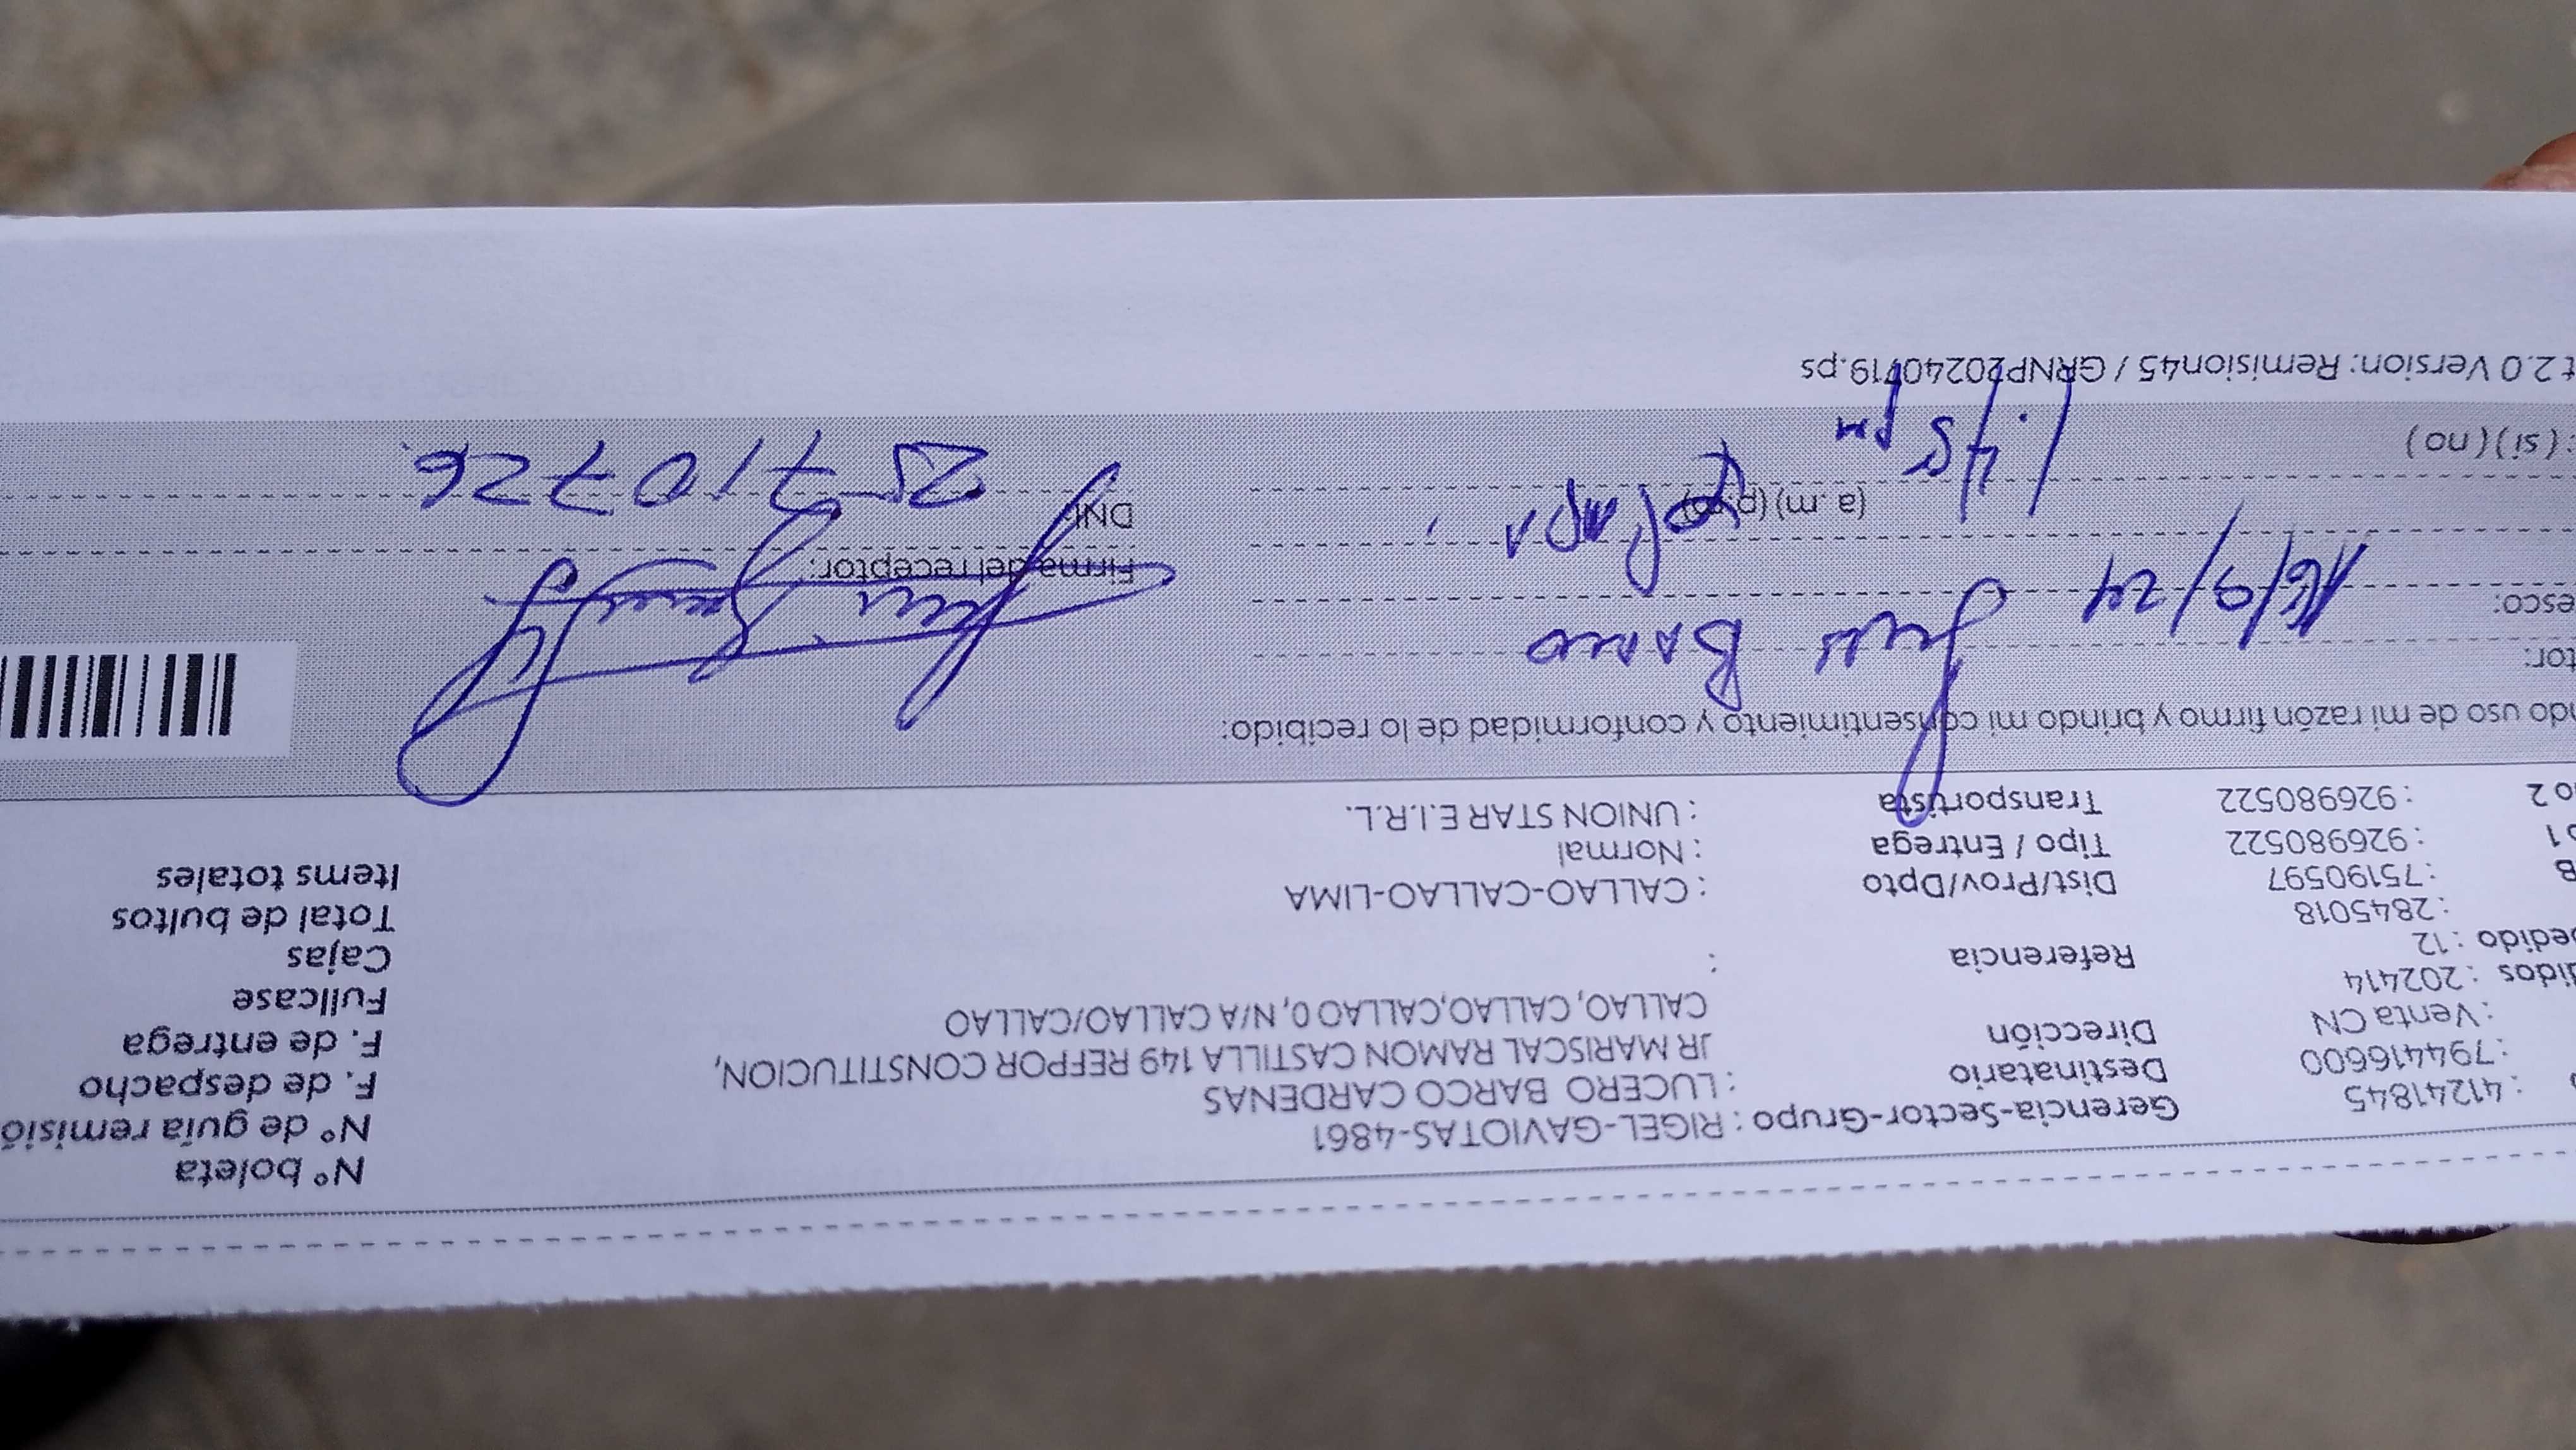 Nº boleta
: 41241845 Gerencia-Sector-Grupo : RIGEL-GAVIOTAS-4861 Nº de guía remisió
: 794416600 Destinatario : LUCERO BARCO CARDENAS F. de despacho
: Venta CN Dirección JR MARISCAL RAMON CASTILLA 149 REFPOR CONSTITUCION, F. de entrega
didos : 202414 CALLAO, CALLAO,CALLAO 0, N/A CALLAO/CALLAO Fullcase
edido : 12 Referencia : Cajas
: 2845018 Total de bultos
B : 75190597 Dist/Prov/Dpto : CALLAO-CALLAO-LIMA Items totales
o 1 : 926980522 Tipo / Entrega : Normal
o 2 : 926980522 Transportista : UNION STAR E.I.R.L.
ndo uso de mi razón firmo y brindo mi consentimiento y conformidad de lo recibido:
tor: Barco
esco: 16/9/24 Firma del receptor:
1:45 pm (a.m) (p.m) DNI: 25710726
: (si) (no)
t 2.0 Version: Remision45 / GRNP20240719.ps